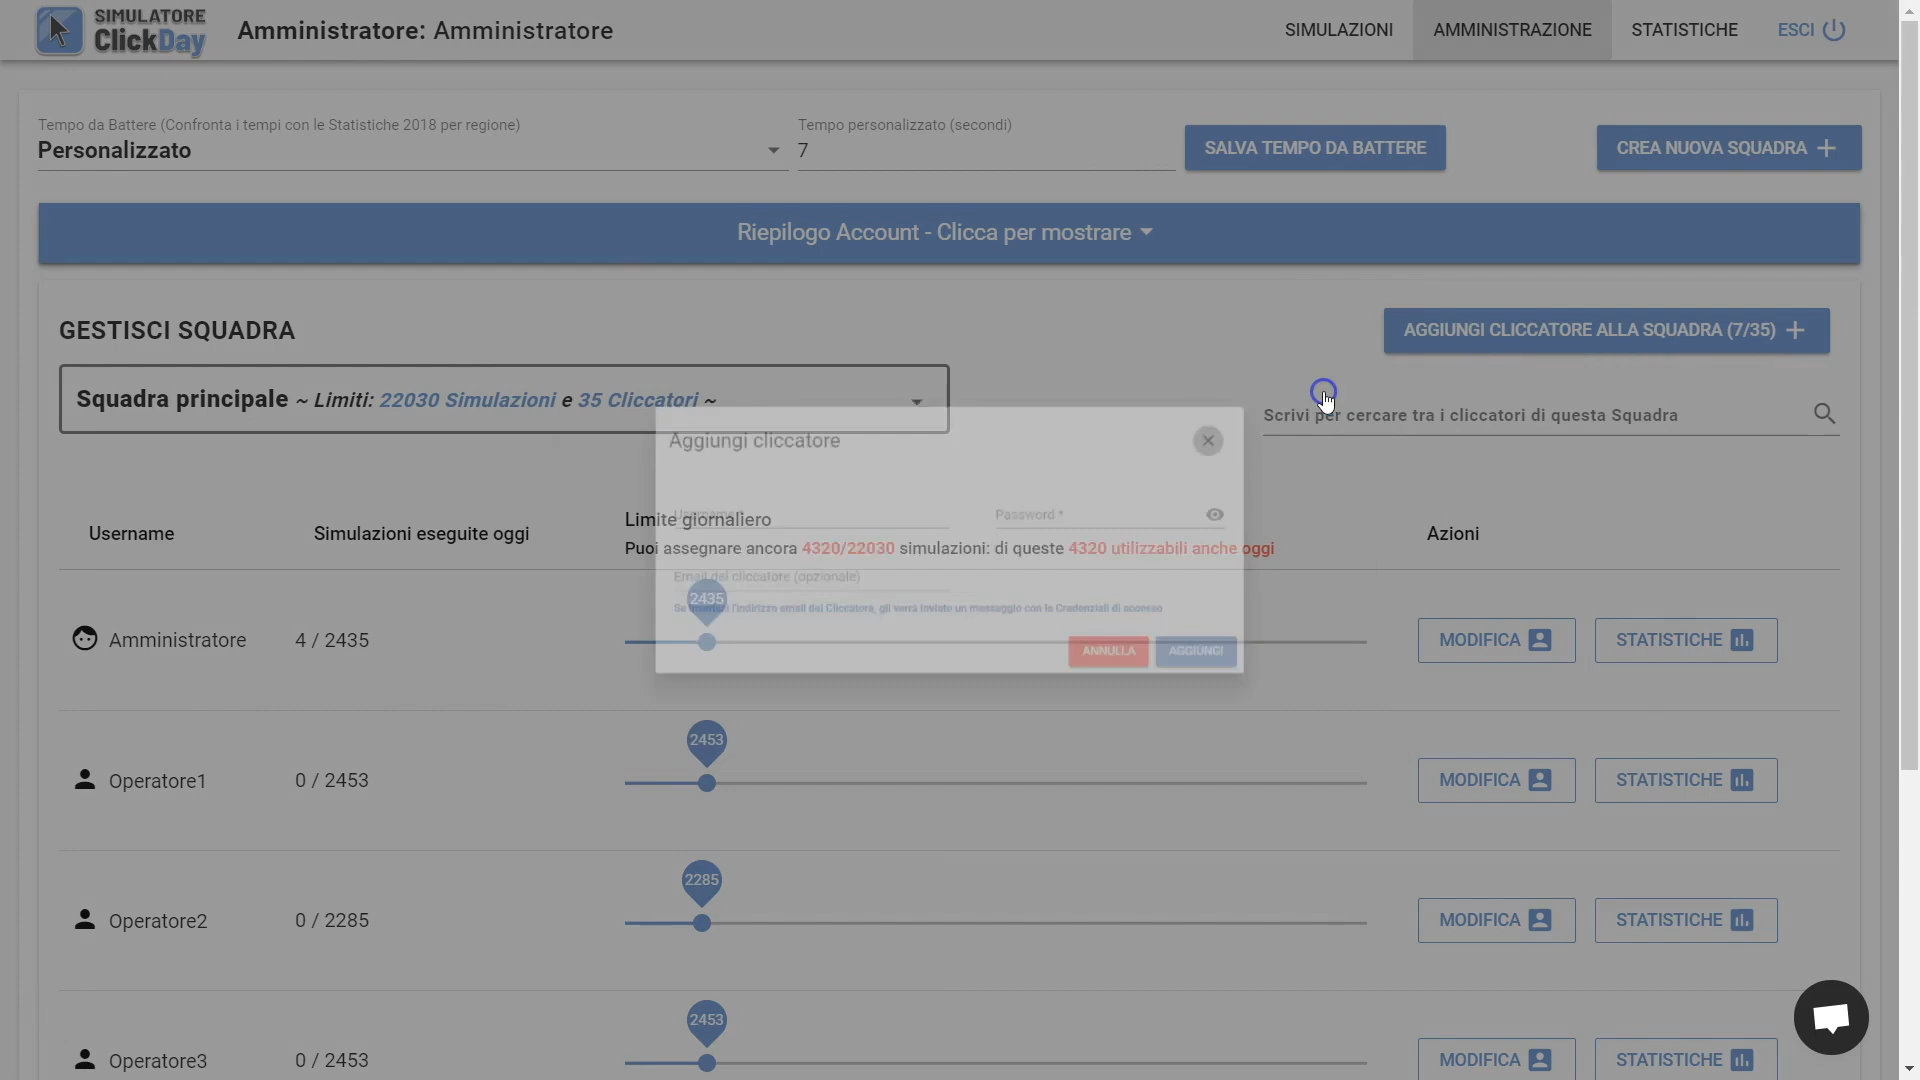 SIMULATORE
ClickDay
Amministratore: Amministratore
SIMULAZIONI
AMMINISTRAZIONE
STATISTICHE
ESCI
Tempo da Battere (Confronta i tempi con le Statistiche 2018 per regione)
Personalizzato
Tempo personalizzato (secondi)
7
SALVA TEMPO DA BATTERE
CREA NUOVA SQUADRA
Riepilogo Account - Clicca per mostrare
GESTISCI SQUADRA
AGGIUNGI CLICCATORE ALLA SQUADRA (7/35)
Squadra principale ~ Limiti: 22030 Simulazioni e 35 Cliccatori ~
Scrivi per cercare tra i cliccatori di questa Squadra
Aggiungi cliccatore
Username *
Password *
Email del cliccatore (opzionale)
Se inserisci l'indirizzo email del Cliccatore, gli verrà inviato un messaggio con le Credenziali di accesso
ANNULLA
AGGIUNGI
Username
Simulazioni eseguite oggi
Limite giornaliero
Puoi assegnare ancora 4320/22030 simulazioni: di queste 4320 utilizzabili anche oggi
Azioni
Amministratore
4 / 2435
2435
MODIFICA
STATISTICHE
Operatore1
0 / 2453
2453
MODIFICA
STATISTICHE
Operatore2
0 / 2285
2285
MODIFICA
STATISTICHE
Operatore3
0 / 2453
2453
MODIFICA
STATISTICHE